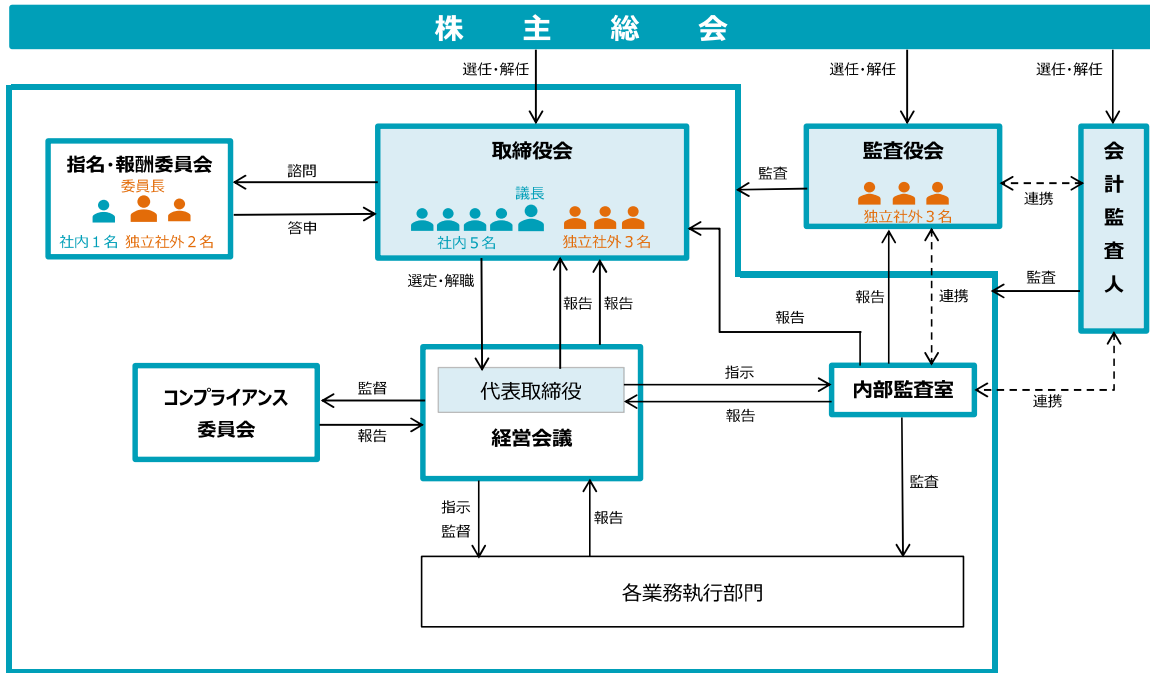 株主総会
選任・解任
選任・解任
選任・解任
指名・報酬委員会
委員長
社内1名 独立社外2名
諮問
答申
取締役会
議長
社内5名
独立社外3名
監査
監査役会
独立社外3名
連携
会計監査人
監査
選定・解職
報告
報告
報告
報告
連携
コンプライアンス
委員会
監督
報告
代表取締役
経営会議
指示
報告
内部監査室
連携
指示
監督
報告
監査
各業務執行部門